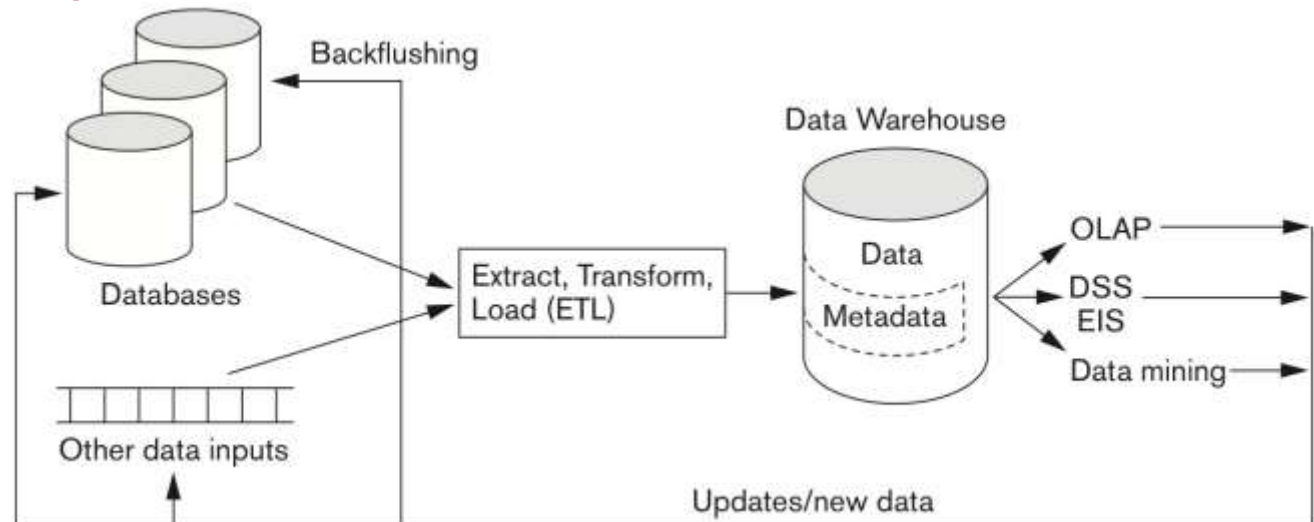 Backflushing
Data Warehouse
Databases
Extract, Transform,
Load (ETL)
Data
Metadata
OLAP
DSS
EIS
Data mining
Other data inputs
Updates/new data